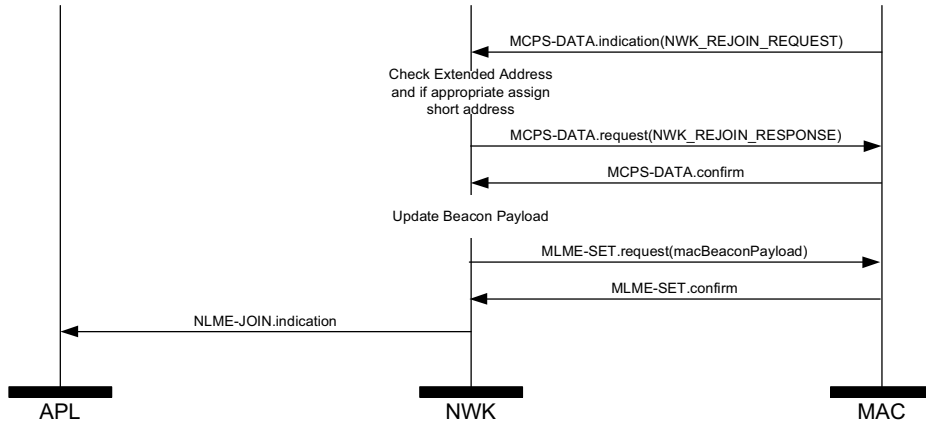 MCPS-DATA.indication(NWK_REJOIN_REQUEST)
Check Extended Address
and if appropriate assign
short address
MCPS-DATA.request(NWK_REJOIN_RESPONSE)
MCPS-DATA.confirm
Update Beacon Payload
MLME-SET.request(macBeaconPayload)
MLME-SET.confirm
NLME-JOIN.indication
APL
NWK
MAC